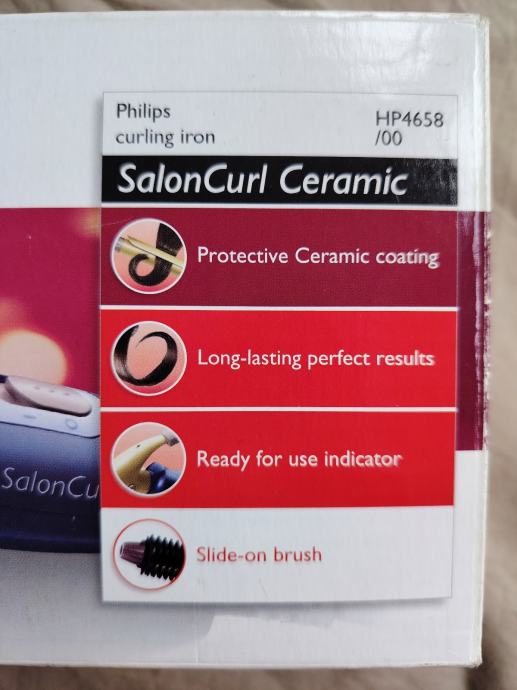 Philips
curling iron
HP4658
/00
SalonCurl Ceramic
Protective Ceramic coating
Long-lasting perfect results
Ready for use indicator
SalonCu
Slide-on brush